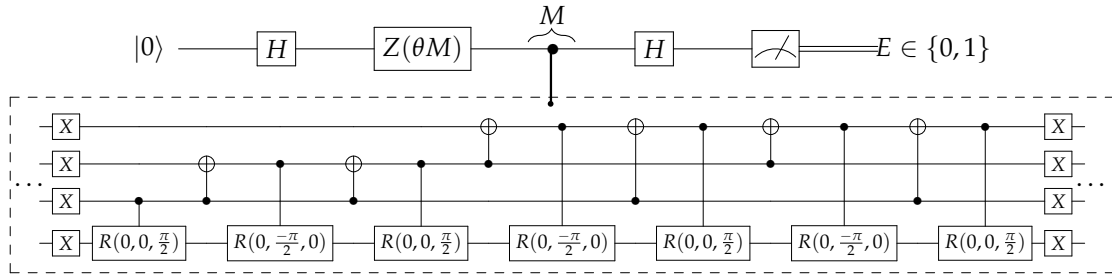 M
|0⟩ H Z(θM) H E ∈ {0, 1}
X X
X X
··· ···
X X
X R(0,0,π/2) R(0,−π/2,0) R(0,0,π/2) R(0,−π/2,0) R(0,0,π/2) R(0,−π/2,0) R(0,0,π/2) X